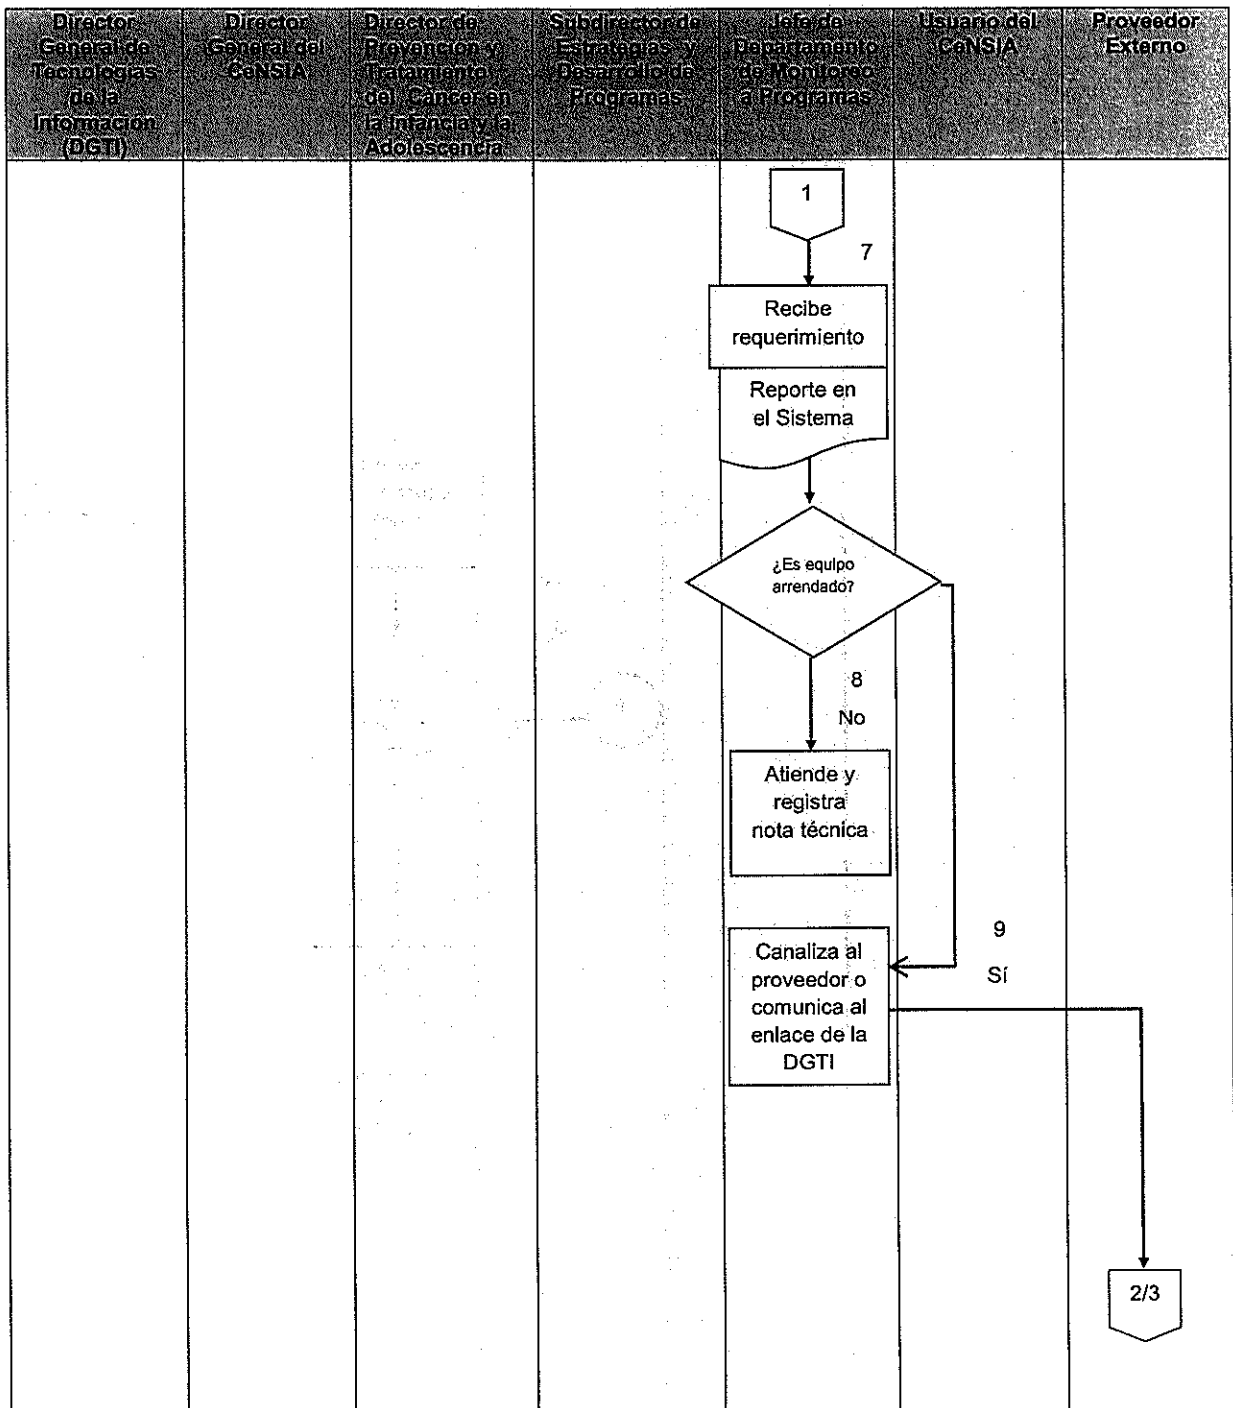 Director
General de
Tecnologías
de la
Información
(DGTI)
Director
General del
CeNSIA
Director de
Prevención y
Tratamiento
del Cáncer en
la Infancia y la
Adolescencia
Subdirector de
Estrategias y
Desarrollo de
Programas
Jefe de
Departamento
de Monitoreo
a Programas
Usuario del
CeNSIA
Proveedor
Externo
1
7
Recibe
requerimiento
Reporte en
el Sistema
¿Es equipo
arrendado?
8
No
Atiende y
registra
nota técnica
9
Sí
Canaliza al
proveedor o
comunica al
enlace de la
DGTI
2/3